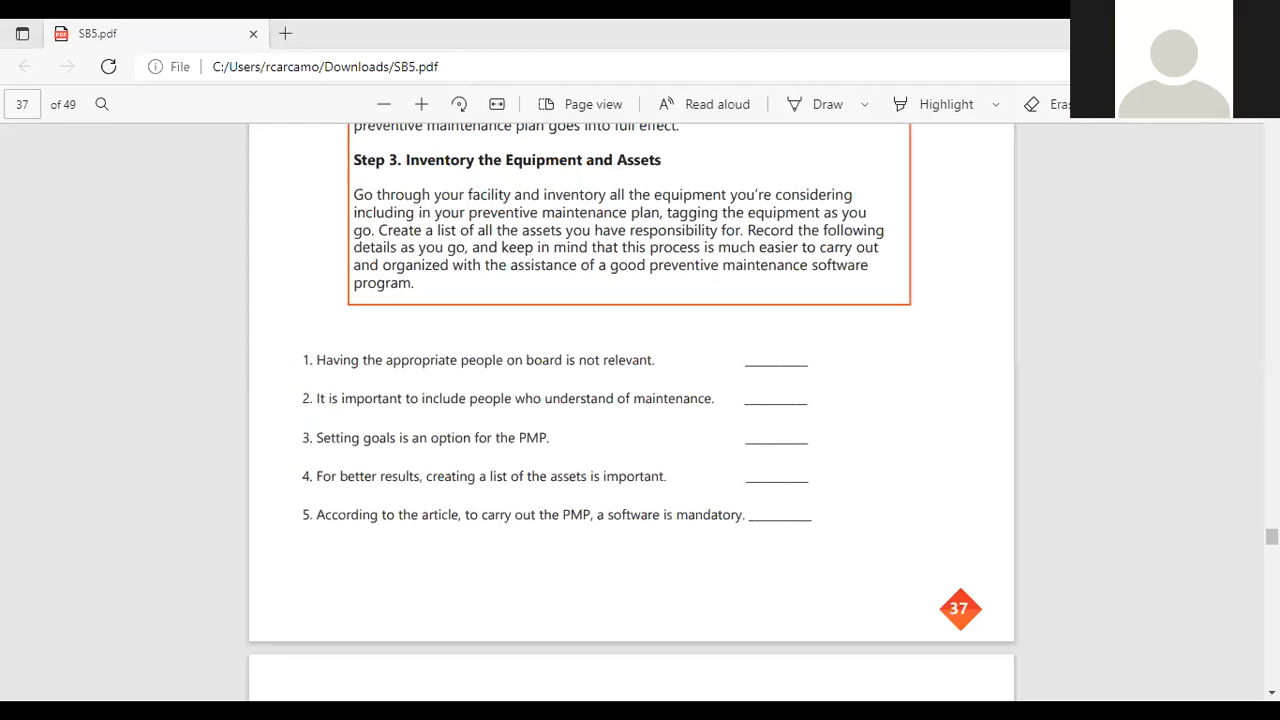 SB5.pdf
File C:/Users/rcarcamo/Downloads/SB5.pdf
37 of 49 Page view Read aloud Draw Highlight
preventive maintenance plan goes into full effect.
Step 3. Inventory the Equipment and Assets
Go through your facility and inventory all the equipment you're considering
including in your preventive maintenance plan, tagging the equipment as you
go. Create a list of all the assets you have responsibility for. Record the following
details as you go, and keep in mind that this process is much easier to carry out
and organized with the assistance of a good preventive maintenance software
program.
1. Having the appropriate people on board is not relevant. ________
2. It is important to include people who understand of maintenance. ________
3. Setting goals is an option for the PMP. ________
4. For better results, creating a list of the assets is important. ________
5. According to the article, to carry out the PMP, a software is mandatory. ________
37